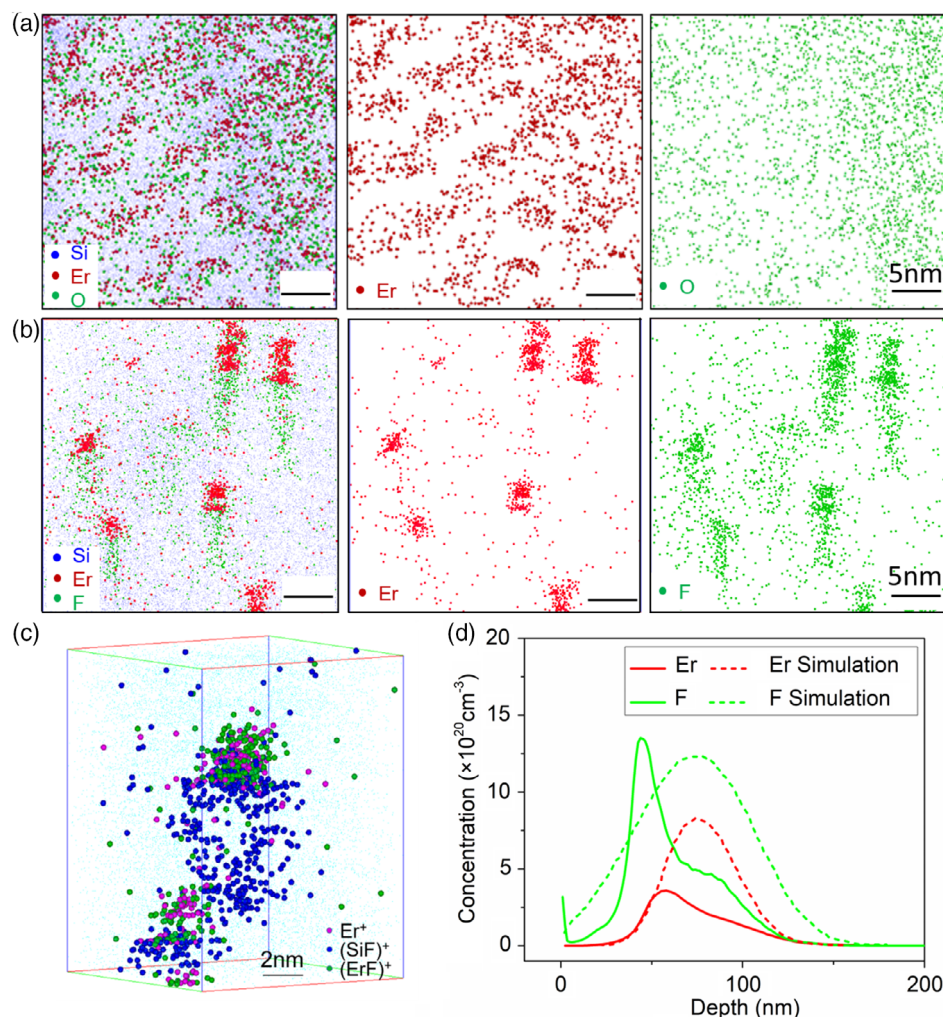 (a)
Si
Er
O
Er
O
5nm
(b)
Si
Er
F
Er
F
5nm
(c)
Er⁺
(SiF)⁺
(ErF)⁺
2nm
(d)
20
15
10
5
0
Concentration (×10²⁰cm⁻³)
Er
Er Simulation
F
F Simulation
0
100
200
Depth (nm)